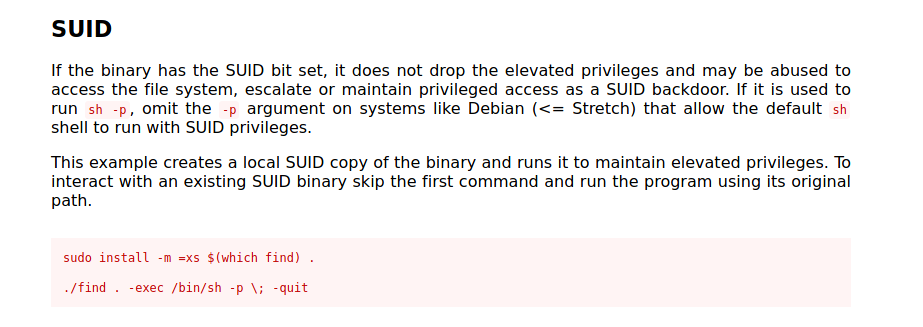 SUID
If the binary has the SUID bit set, it does not drop the elevated privileges and may be abused to
access the file system, escalate or maintain privileged access as a SUID backdoor. If it is used to
run sh -p, omit the -p argument on systems like Debian (<= Stretch) that allow the default sh
shell to run with SUID privileges.
This example creates a local SUID copy of the binary and runs it to maintain elevated privileges. To
interact with an existing SUID binary skip the first command and run the program using its original
path.
sudo install -m =xs $(which find) .
./find . -exec /bin/sh -p \; -quit